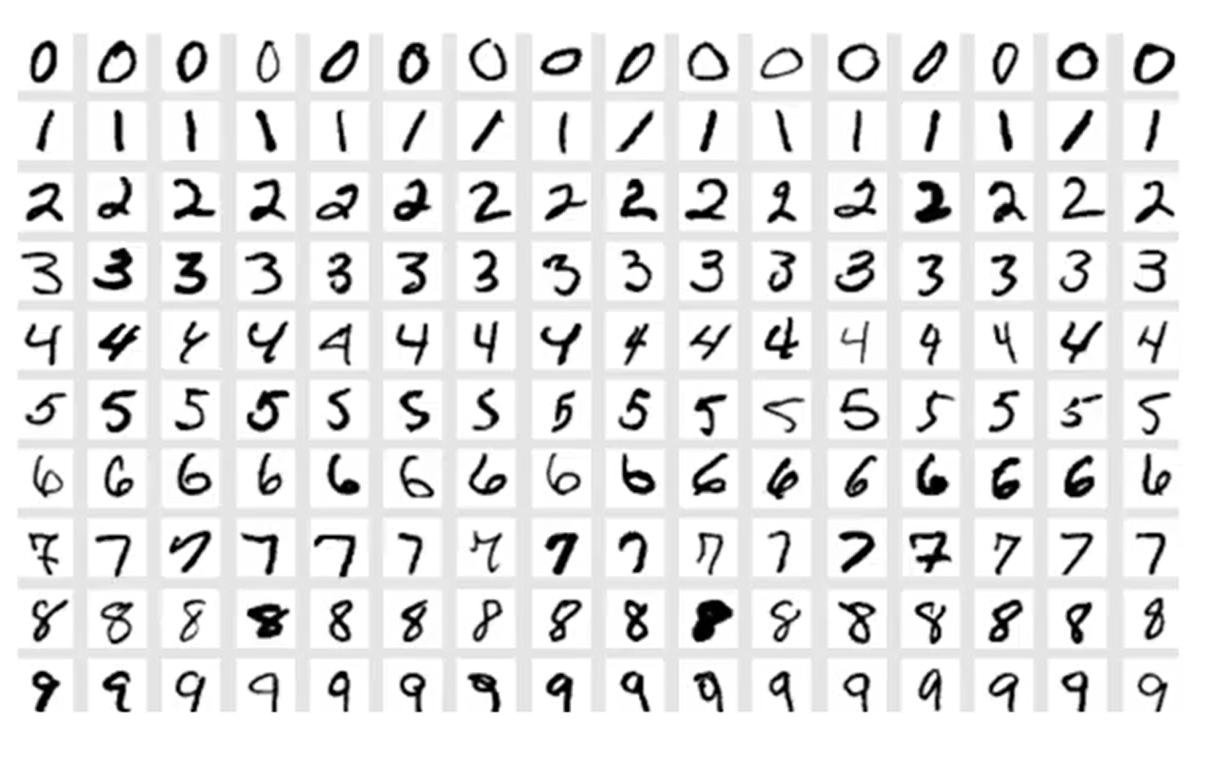 0 0 0 0 0 0 0 0 0 0 0 0 0 0 0 0
1 1 1 1 1 1 1 1 1 1 1 1 1 1 1 1
2 2 2 2 2 2 2 2 2 2 2 2 2 2 2 2
3 3 3 3 3 3 3 3 3 3 3 3 3 3 3 3
4 4 4 4 4 4 4 4 4 4 4 4 4 4 4 4
5 5 5 5 5 5 5 5 5 5 5 5 5 5 5 5
6 6 6 6 6 6 6 6 6 6 6 6 6 6 6 6
7 7 7 7 7 7 7 7 7 7 7 7 7 7 7 7
8 8 8 8 8 8 8 8 8 8 8 8 8 8 8 8
9 9 9 9 9 9 9 9 9 9 9 9 9 9 9 9